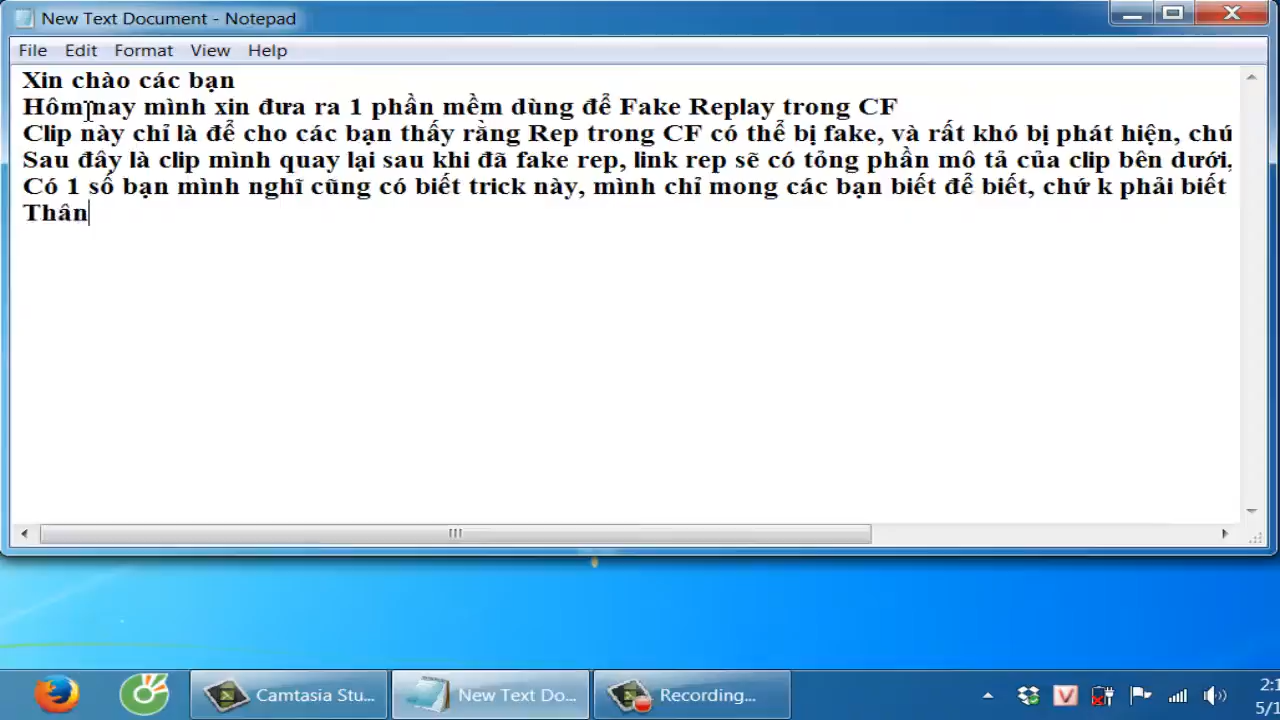 New Text Document - Notepad
File Edit Format View Help
Xin chào các bạn
Hôm nay mình xin đưa ra 1 phần mềm dùng để Fake Replay trong CF
Clip này chỉ là để cho các bạn thấy rằng Rep trong CF có thể bị fake, và rất khó bị phát hiện, chú
Sau đây là clip mình quay lại sau khi đã fake rep, link rep sẽ có tỏng phần mô tả của clip bên dưới,
Có 1 số bạn mình nghĩ cũng có biết trick này, mình chỉ mong các bạn biết để biết, chứ k phải biết
Thân
Camtasia Stu... New Text Do... Recording... V 2:1
5/1